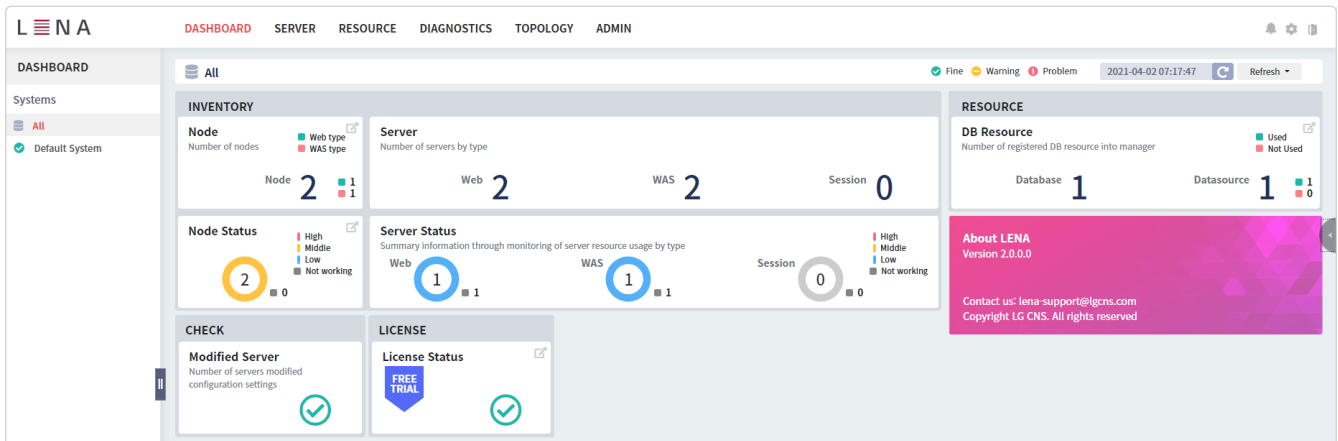 LENA
DASHBOARD SERVER RESOURCE DIAGNOSTICS TOPOLOGY ADMIN
DASHBOARD
Systems
All
Default System
All
Fine Warning Problem 2021-04-02 07:17:47 Refresh
INVENTORY
Node
Number of nodes
Web type
WAS type
Node 2
1
1
Server
Number of servers by type
Web 2 WAS 2 Session 0
Node Status
High
Middle
Low
Not working
2
0
Server Status
Summary information through monitoring of server resource usage by type
High
Middle
Low
Not working
Web 1 1 WAS 1 1 Session 0 0
RESOURCE
DB Resource
Number of registered DB resource into manager
Used
Not Used
Database 1 Datasource 1
1
0
About LENA
Version 2.0.0.0
Contact us: lena-support@lgcns.com
Copyright LG CNS. All rights reserved
CHECK
Modified Server
Number of servers modified
configuration settings
LICENSE
License Status
FREE
TRIAL